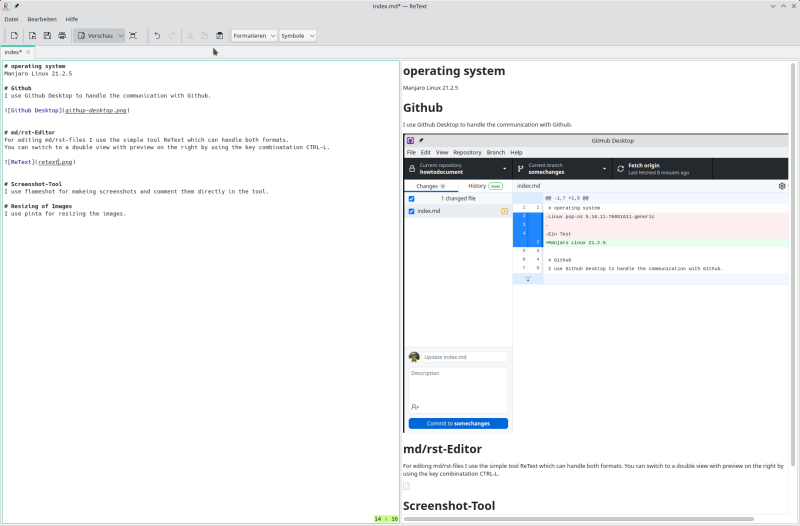 index.md* — ReText
Datei Bearbeiten Hilfe
Vorschau Formatieren Symbole
index*
# operating system
Manjaro Linux 21.2.5
# Github
I use Github Desktop to handle the communication with Github.
![Github Desktop](githup-desktop.png)
# md/rst-Editor
For editing md/rst-files I use the simple tool ReText which can handle both formats.
You can switch to a double view with preview on the right by using the key combinatation CTRL-L.
![ReText](retext.png)
# Screenshot-Tool
I use flameshot for makeing screenshots and comment them directly in the tool.
# Resizing of Images
I use pinta for resizing the images.
14 : 16
operating system
Manjaro Linux 21.2.5
Github
I use Github Desktop to handle the communication with Github.
GitHub Desktop
File Edit View Repository Branch Help
Current repository
howtodocument
Current branch
somechanges
Fetch origin
Last fetched 8 minutes ago
Changes
History New
index.md
1 changed file
index.md
@@ -1,7 +1,5 @@
1 1 # operating system
2 -Linux pop-os 5.16.11-76051611-generic
3 -
4 -Ein Test
2 +Manjaro Linux 21.2.5
5 3
6 4 # Github
7 5 I use Github Desktop to handle the communication with Github.
Update index.md
Description
Commit to somechanges
md/rst-Editor
For editing md/rst-files I use the simple tool ReText which can handle both formats. You can switch to a double view with preview on the right by
using the key combinatation CTRL-L.
Screenshot-Tool